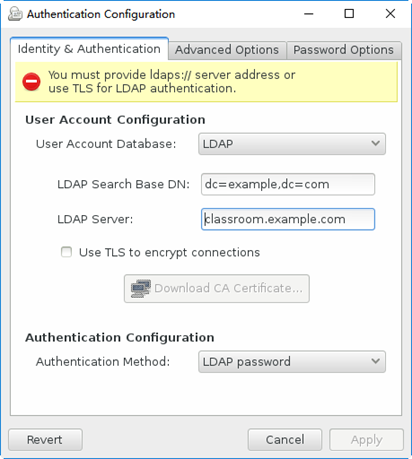 Authentication Configuration
Identity & Authentication
Advanced Options
Password Options
You must provide ldaps:// server address or
use TLS for LDAP authentication.
User Account Configuration
User Account Database: LDAP
LDAP Search Base DN: dc=example,dc=com
LDAP Server: classroom.example.com
Use TLS to encrypt connections
Download CA Certificate...
Authentication Configuration
Authentication Method: LDAP password
Revert
Cancel
Apply